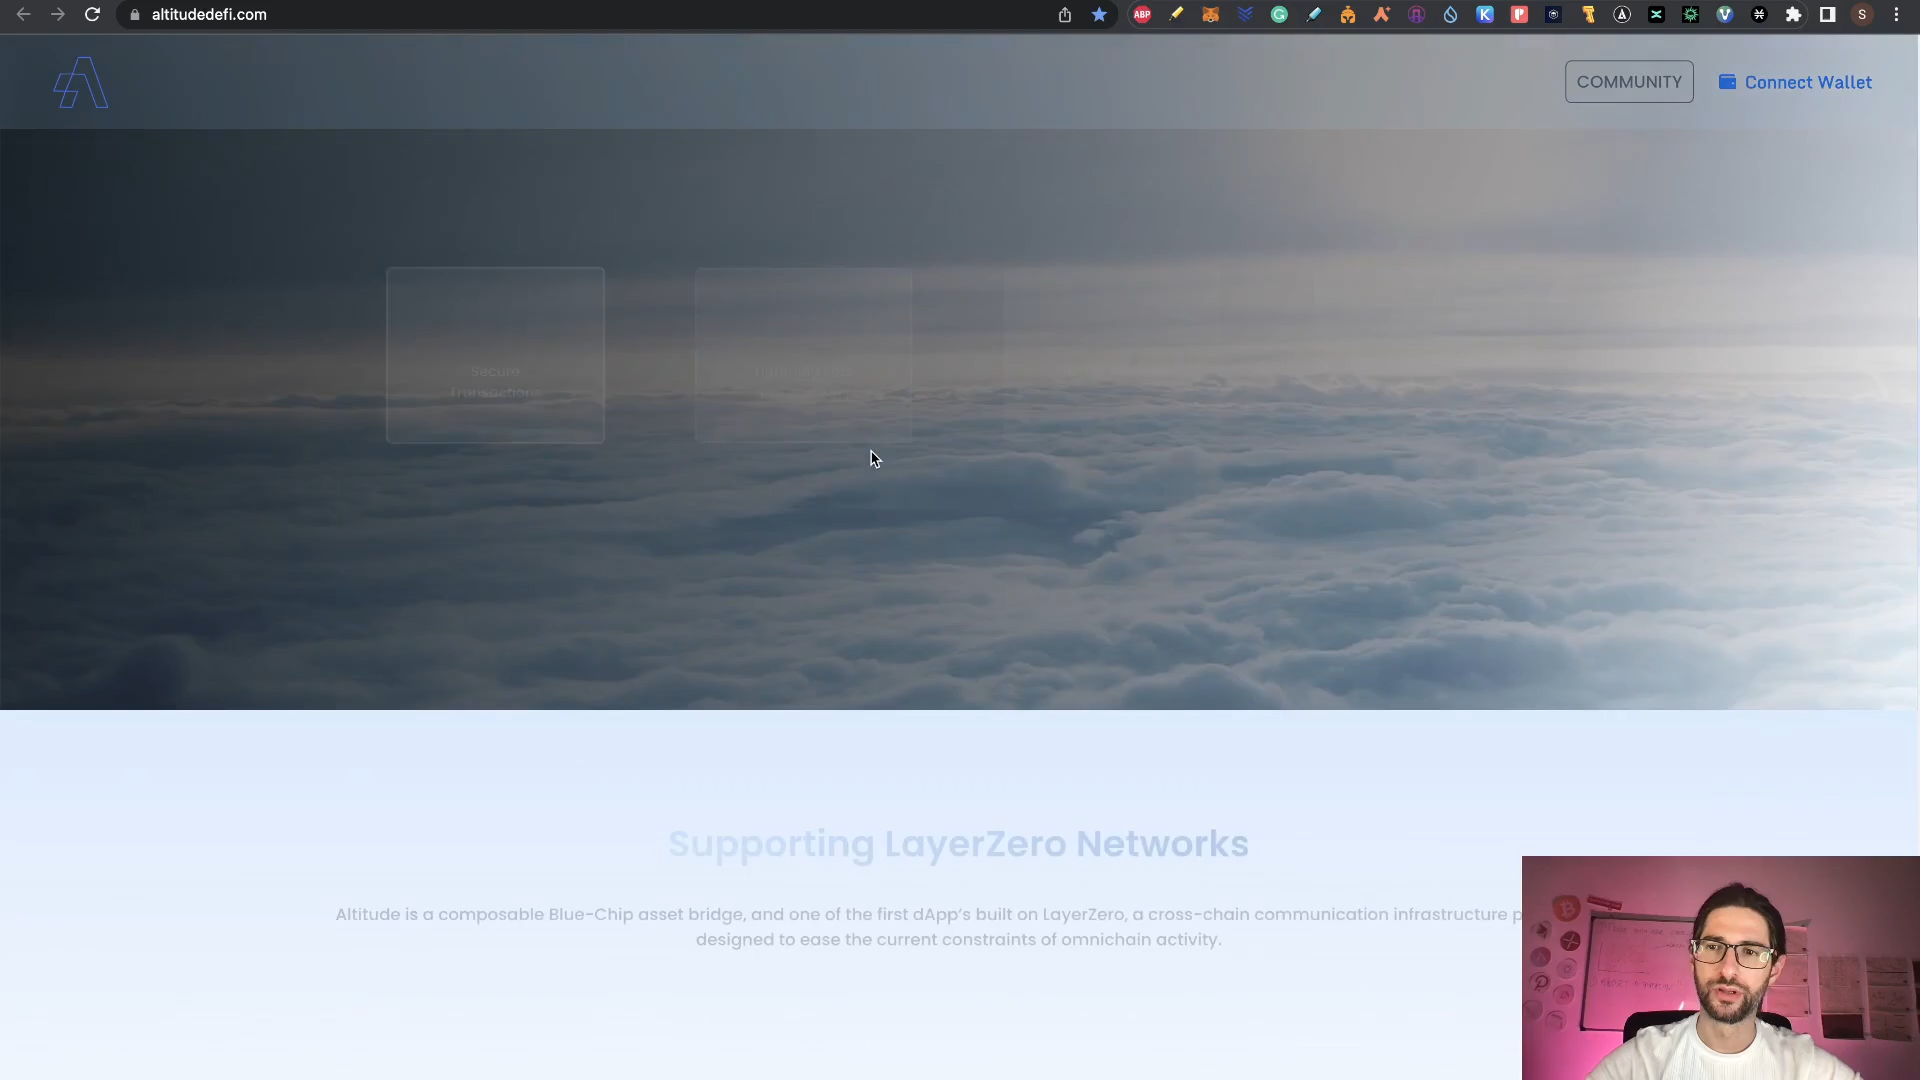 altitudedefi.com
ABP
S
COMMUNITY
Connect Wallet
Secure
Transactions
Supporting LayerZero Networks
Altitude is a composable Blue-Chip asset bridge, and one of the first dApp's built on LayerZero, a cross-chain communication infrastructure p
designed to ease the current constraints of omnichain activity.